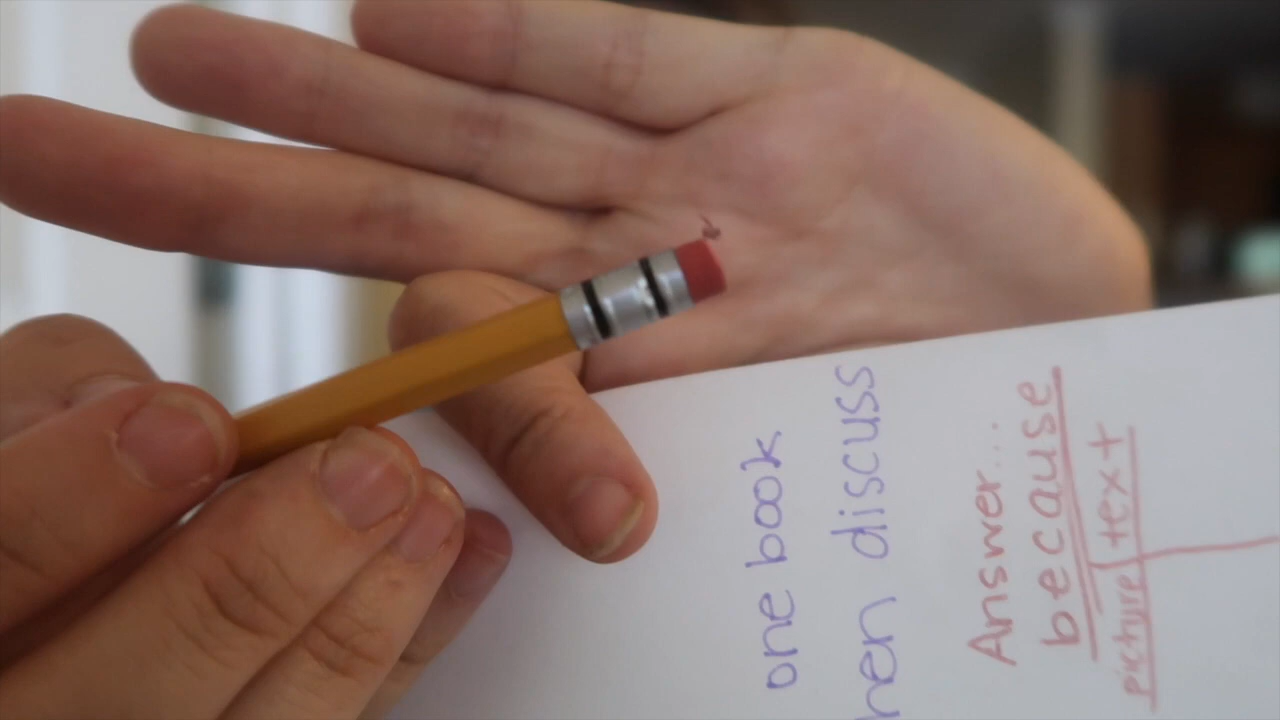 one book
hen discuss
Answer...
because
picture text